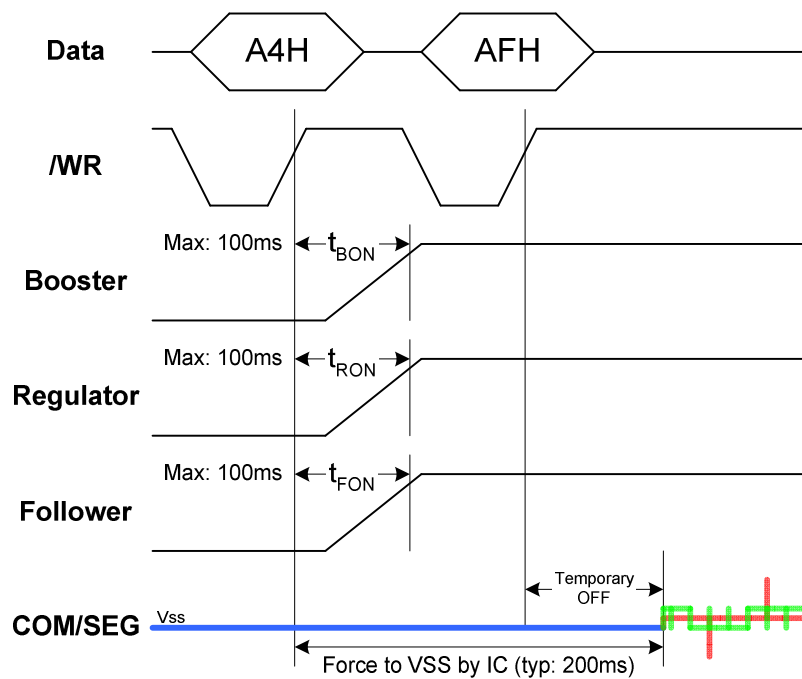 Data
A4H
AFH
/WR
Max: 100ms
tBON
Booster
Max: 100ms
tRON
Regulator
Max: 100ms
tFON
Follower
Temporary
OFF
COM/SEG
Vss
Force to VSS by IC (typ: 200ms)